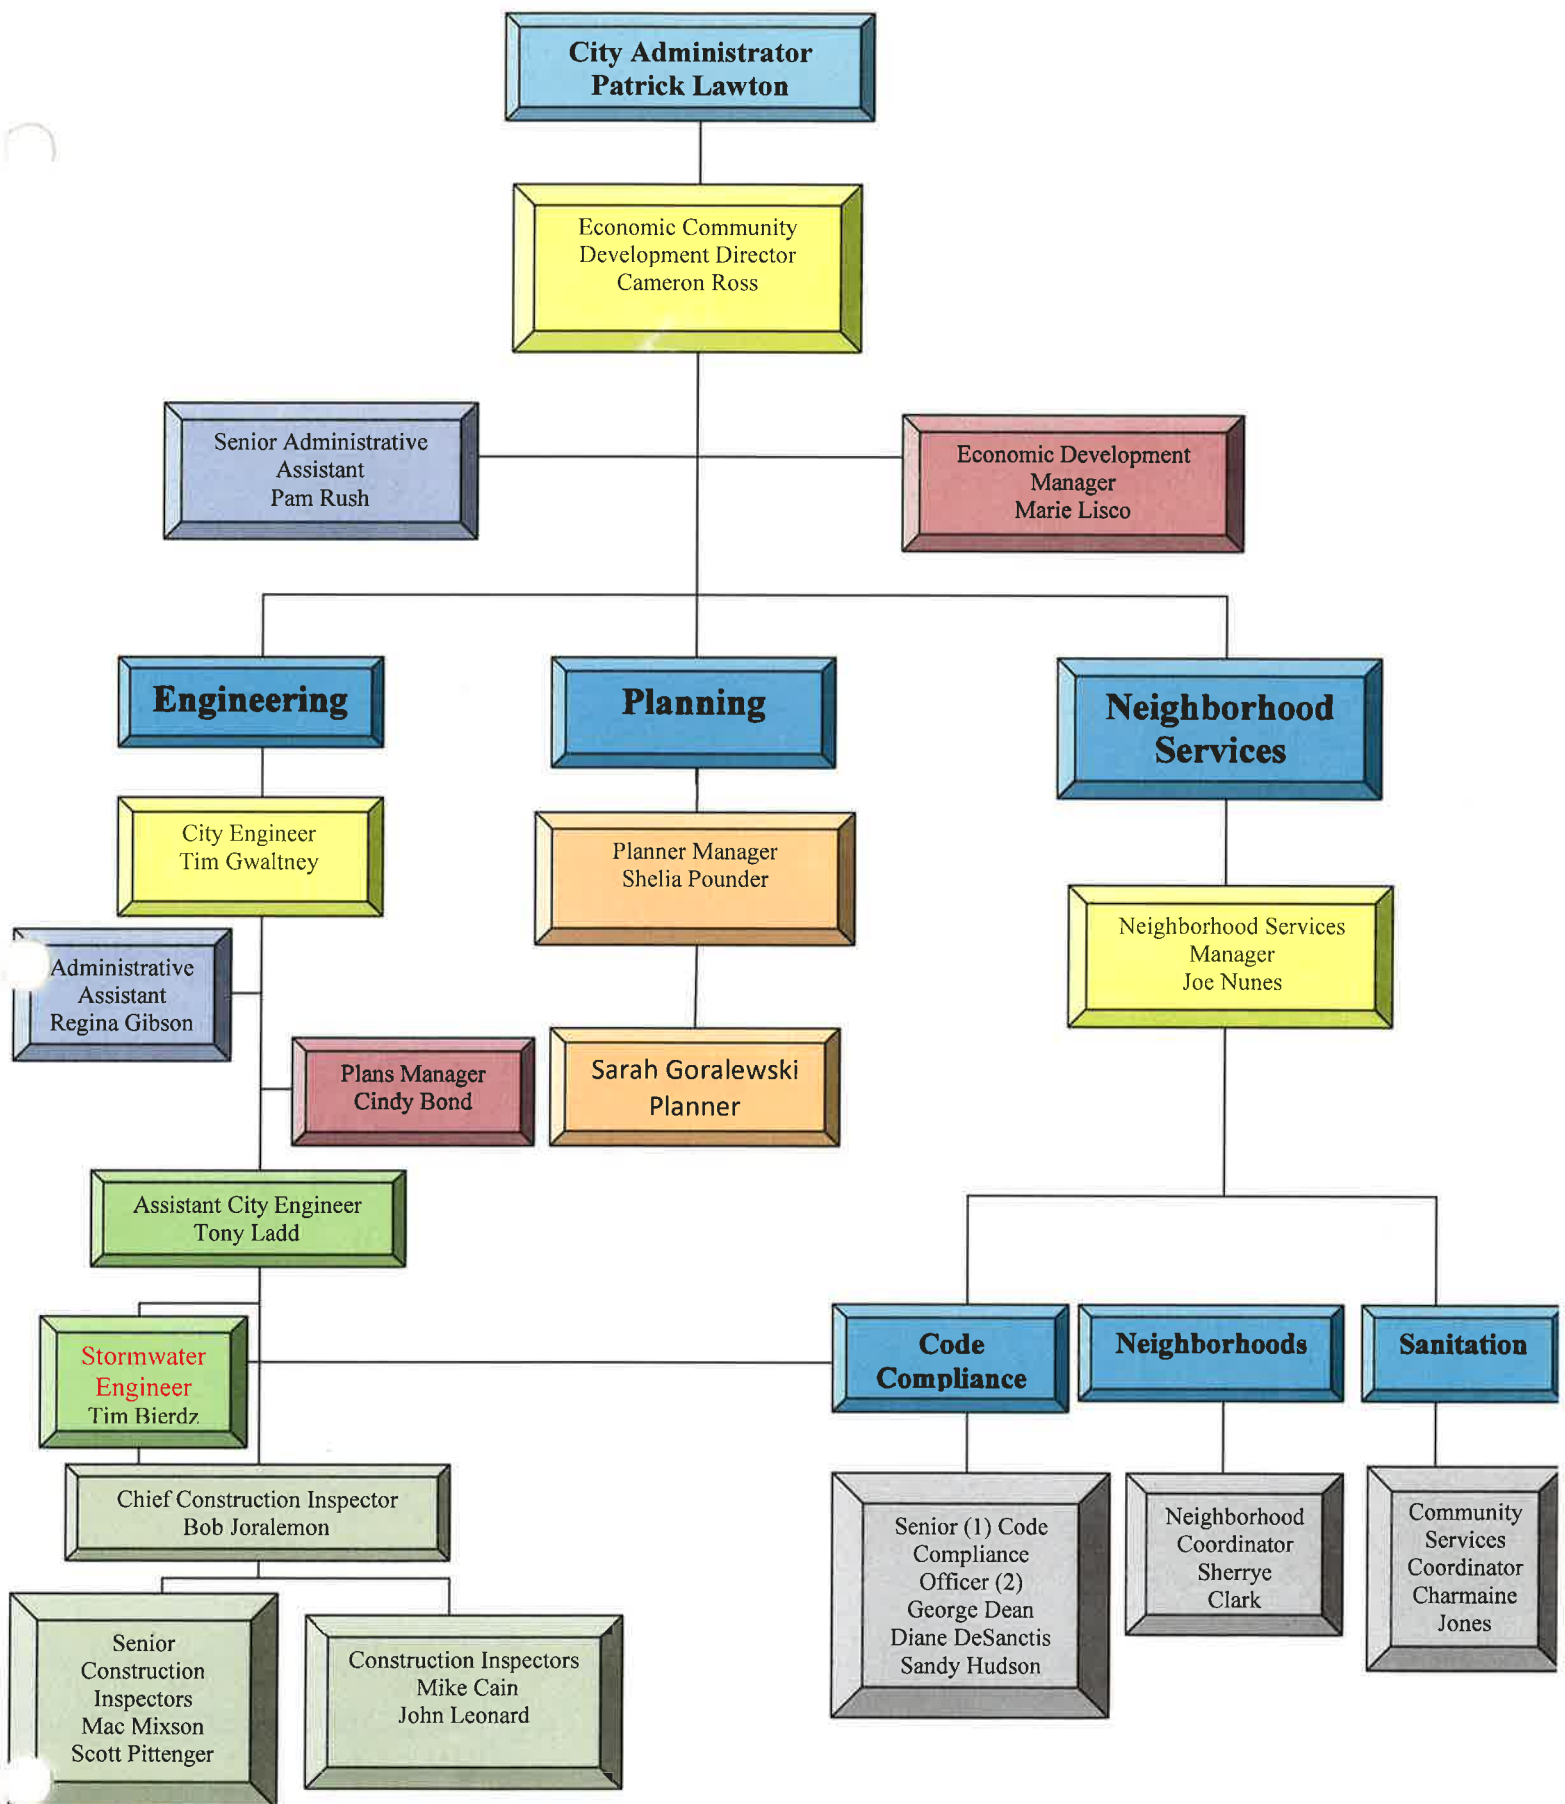 City Administrator
Patrick Lawton
Economic Community
Development Director
Cameron Ross
Senior Administrative
Assistant
Pam Rush
Economic Development
Manager
Marie Lisco
Engineering
Planning
Neighborhood
Services
City Engineer
Tim Gwaltney
Planner Manager
Shelia Pounder
Neighborhood Services
Manager
Joe Nunes
Administrative
Assistant
Regina Gibson
Plans Manager
Cindy Bond
Sarah Goralewski
Planner
Assistant City Engineer
Tony Ladd
Stormwater
Engineer
Tim Bierdz
Code
Compliance
Neighborhoods
Sanitation
Chief Construction Inspector
Bob Joralemon
Senior (1) Code
Compliance
Officer (2)
George Dean
Diane DeSanctis
Sandy Hudson
Neighborhood
Coordinator
Sherrye
Clark
Community
Services
Coordinator
Charmaine
Jones
Senior
Construction
Inspectors
Mac Mixson
Scott Pittenger
Construction Inspectors
Mike Cain
John Leonard